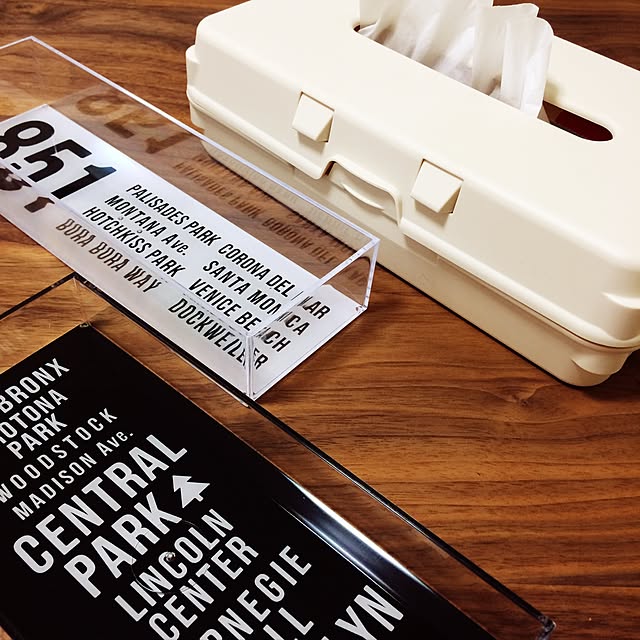 851
PALISADES PARK CORONA DEL MAR
MONTANA Ave. SANTA MONICA
HOTCHKISS PARK VENICE BEACH
BORA BORA WAY DOCKWEILER
BRONX
PARK
WOODSTOCK
MADISON Ave.
CENTRAL
PARK
LINCOLN
CENTER